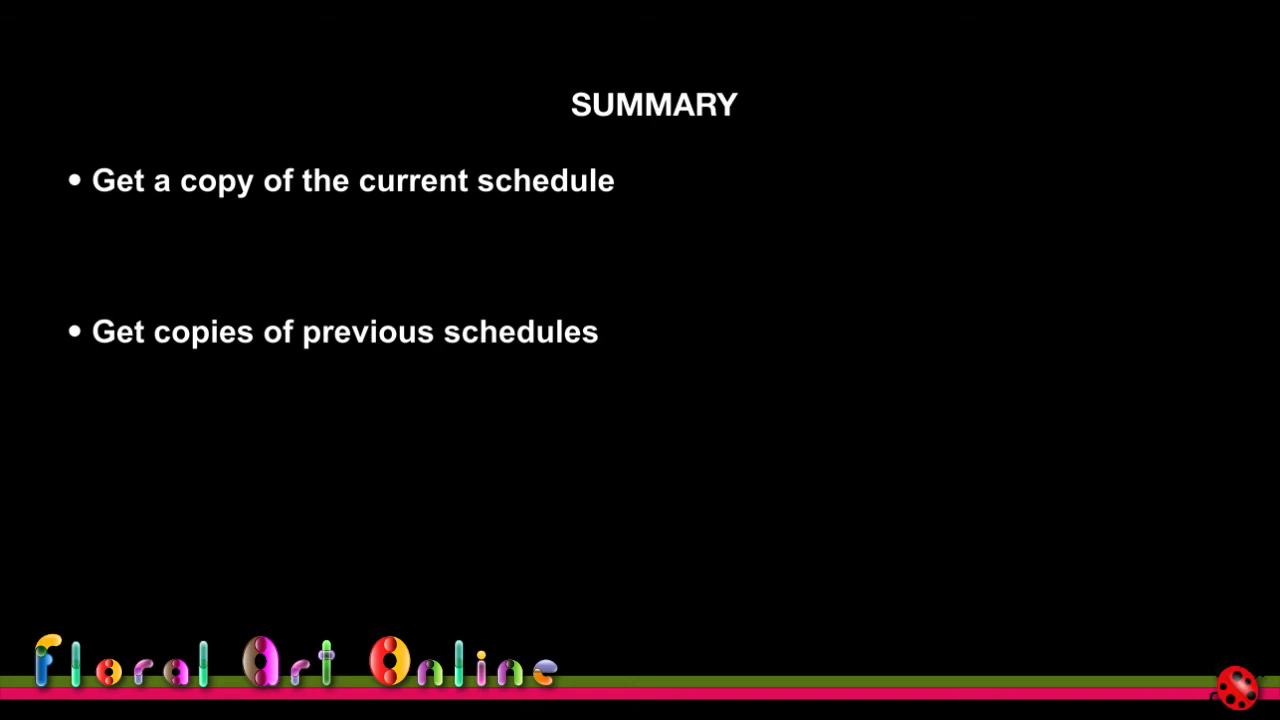 SUMMARY
• Get a copy of the current schedule
• Get copies of previous schedules
Floral Art Online